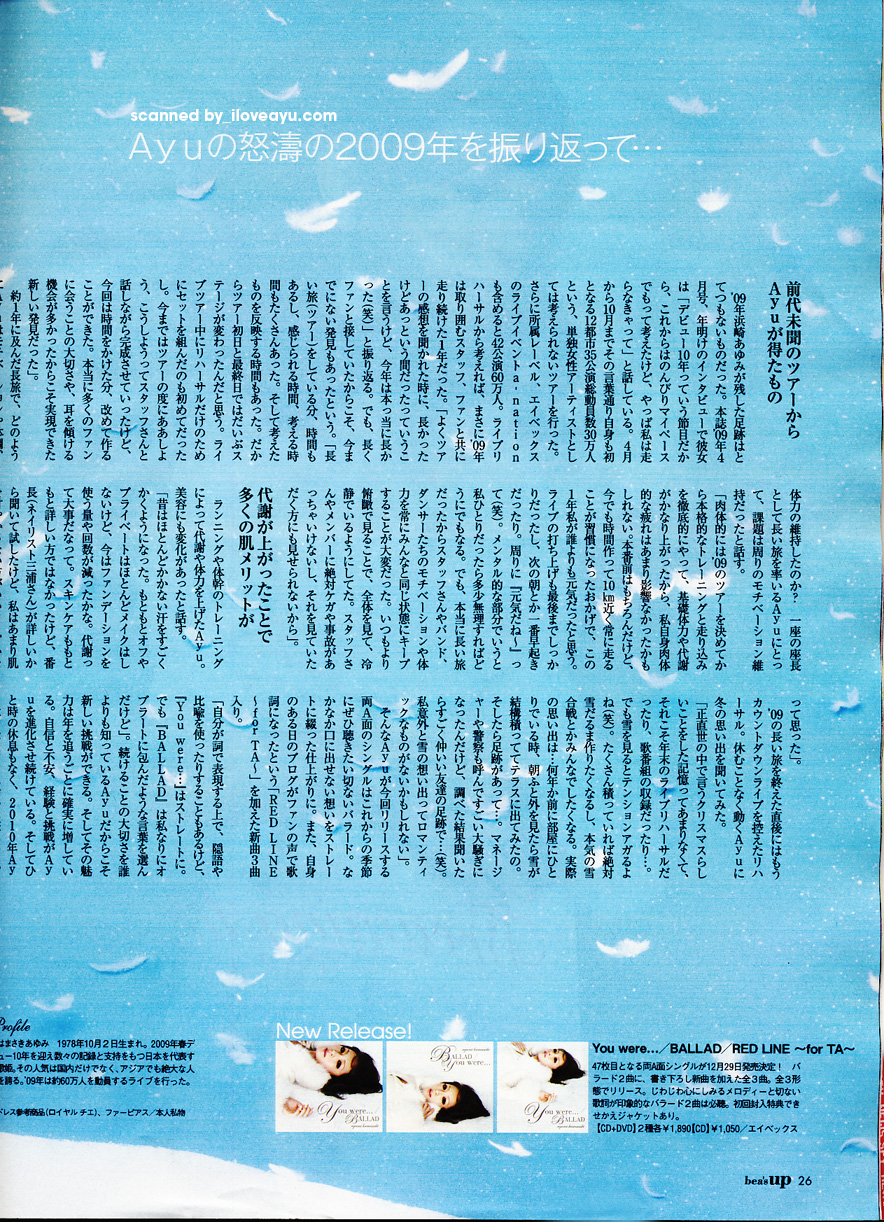 scanned by_iloveayu.com
Ayuの怒濤の2009年を振り返って…
前代未聞のツアーから
Ayuが得たもの
'09年浜崎あゆみが残した足跡はと
てつもないものだった。本誌'09年4
月号、年明けのインタビューで彼女
は「デビュー10年っていう節目だか
ら、これからはのんびりマイペース
でもって考えたけど、やっぱ私は走
らなきゃって」と話している。4月
から10月までその言葉通り自身も初
となる12都市35公演総動員数30万人
という、単独女性アーティストとし
ては考えられないツアーを行った。
さらに所属レーベル、エイベックス
のライブイベントa-nation
も含めると42公演60万人。ライブリ
ハーサルから考えれば、まさに'09年
は取り囲むスタッフ、ファンと共に
走り続けた1年だった。「よくツア
ーの感想を聞かれた時に、長かった
けどあっという間だったっていうこ
とを言うけど、今年は本っ当に長か
った(笑)」と振り返る。でも、長く
ファンと接していたからこそ、今ま
でにない発見もあったという。「長
い旅(ツアー)をしている分、時間も
あるし、感じられる時間、考える時
間もたくさんあった。そして考えた
ものを反映する時間もあった。だか
らツアー初日と最終日ではだいぶス
テージが変わったんだと思う。ライ
ブツアー中にリハーサルだけのため
にセットを組んだのも初めてだった
し。今まではツアーの度にああしよ
う、こうしようってスタッフさんと
話しながら完成させていったけど、
今回は時間をかけた分、改めて作る
ことができた。本当に多くのファン
に会うことの大切さや、耳を傾ける
機会が多かったからこそ実現できた
新しい発見だった」。
約1年に及んだ長旅で、どのよう
体力の維持したのか？　一座の座長
として長い旅を率いるAyuにとっ
て、課題は周りのモチベーション維
持だったと話す。
「肉体的には'09のツアーを決めてか
ら本格的なトレーニングと走り込み
を徹底的にやって、基礎体力や代謝
がかなり上がったから、私自身肉体
的な疲れはあまり影響なかったかも
しれない。本番前はもちろんだけど、
今でも時間作って10km近く常に走る
ことが習慣になったおかげで、この
1年私が誰よりも元気だったと思う。
ライブの打ち上げも最後までしっか
りだったし、次の朝とか一番早起き
だったり。周りに"元気だね～"っ
て(笑)。メンタル的な部分でいうと
私ひとりだったら多少無理すればど
うにでもなる。でも、本当に長い旅
だったからスタッフさんやバンド、
ダンサーたちのモチベーションや体
力を常にみんなと同じ状態にキープ
することが大変だった。いつもより
俯瞰で見ることで、全体を見て、冷
静でいるようにしてた。スタッフさ
んやメンバーに絶対ケガや事故があ
っちゃいけないし、それを見ていた
だく方にも見せられないから」。
代謝が上がったことで
多くの肌メリットが
ランニングや体幹のトレーニング
によって代謝や体力を上げたAyu。
美容にも変化があったと話す。
「昔はほとんどかかない汗をすごく
かくようになった。もともとオフや
プライベートはほとんどメイクはし
ないけど、今はファンデーションを
使う量や回数が減ったかな。代謝っ
て大事だなって。スキンケアももと
もと詳しい方ではなかったけど、番
長(ネイリスト三浦さん)が詳しいか
ら聞いて試したけど、私はあまり肌
って思った」。
'09の長い旅を終えた直後にはもう
カウントダウンライブを控えたリハ
ーサル。休むことなく動くAyuに
冬の思い出を聞いてみた。
「正直世の中で言うクリスマスらし
いことをした記憶ってあまりなくて、
それこそ年末のライブリハーサルだ
ったり、歌番組の収録だったり…。
でも雪を見るとテンションアガるよ
ね(笑)。たくさん積っていれば絶対
雪だるま作りたくなるし、本気の雪
合戦とかみんなでしたくなる。実際
の思い出は…何年か前に部屋にひと
りでいる時、朝ふと外を見たら雪が
結構積っててテラスに出てみたの。
そしたら足跡があって…。マネージ
ャーや警察も呼んですごい大騒ぎに
なったんだけど、調べた結果聞いた
らすごく仲いい友達の足跡で…(笑)。
私意外と雪の想い出ってロマンティ
ックなものがないかもしれない」。
そんなAyuが今回リリースする
両A面のシングルはこれからの季節
にぜひ聴きたい切ないバラード。な
かなか口に出せない想いをストレー
トに綴った仕上がりに。また、自身
のある日のブログがファンの声で歌
詞になったという「RED LINE
～for TA～」を加えた新曲3曲
入り。
「自分が詞で表現する上で、隠語や
比喩を使ったりすることもあるけど、
『You were…』はストレートに。
でも『BALLAD』は私なりにオ
ブラートに包んだような言葉を選ん
だけど」。続けることの大切さを誰
よりも知っているAyuだからこそ
新しい挑戦ができる。そしてその魅
力は年を追うごとに確実に増してい
る。自信と不安、経験と挑戦がAy
uを進化させ続けている。そしてひ
と時の休息もなく、2010年Ay
Profile
はまさきあゆみ　1978年10月2日生まれ。2009年春デ
ュー10年を迎え数々の記録と支持をもつ日本を代表す
歌姫。その人気は国内だけでなく、アジアでも絶大な人
を誇る。'09年は約60万人を動員するライブを行った。
ドレス参考商品(ロイヤル チエ)、ファーピアス/本人私物
New Release!
You were... BALLAD
BALLAD You were...
You were... BALLAD
You were…／BALLAD／RED LINE ～for TA～
47枚目となる両A面シングルが12月29日発売決定！　バ
ラード2曲に、書き下ろし新曲を加えた全3曲。全3形
態でリリース。じわじわ心にしみるメロディーと切ない
歌詞が印象的なバラード2曲は必聴。初回封入特典でき
せかえジャケットあり。
【CD+DVD】2種各￥1,890【CD】￥1,050／エイベックス
bea's up 26